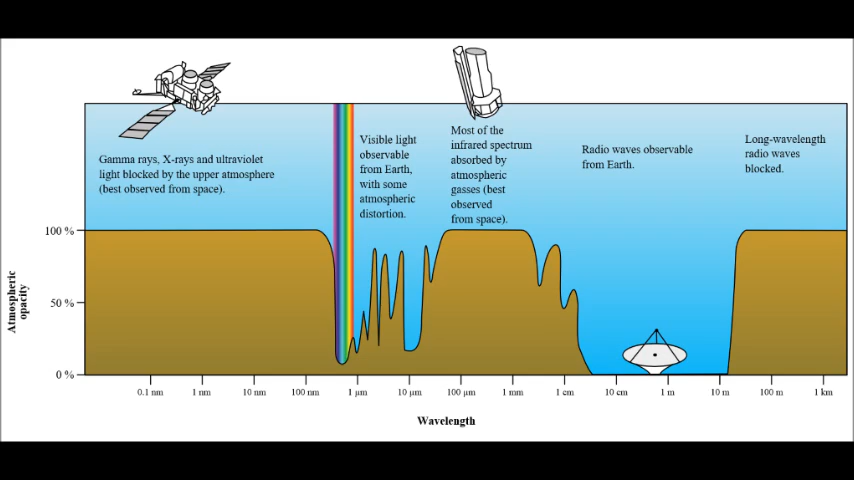 Gamma rays, X-rays and ultraviolet
light blocked by the upper atmosphere
(best observed from space).
Visible light
observable
from Earth,
with some
atmospheric
distortion.
Most of the
infrared spectrum
absorbed by
atmospheric
gasses (best
observed
from space).
Radio waves observable
from Earth.
Long-wavelength
radio waves
blocked.
Atmospheric
opacity
100 %
50 %
0 %
0.1 nm 1 nm 10 nm 100 nm 1 μm 10 μm 100 μm 1 mm 1 cm 10 cm 1 m 10 m 100 m 1 km
Wavelength